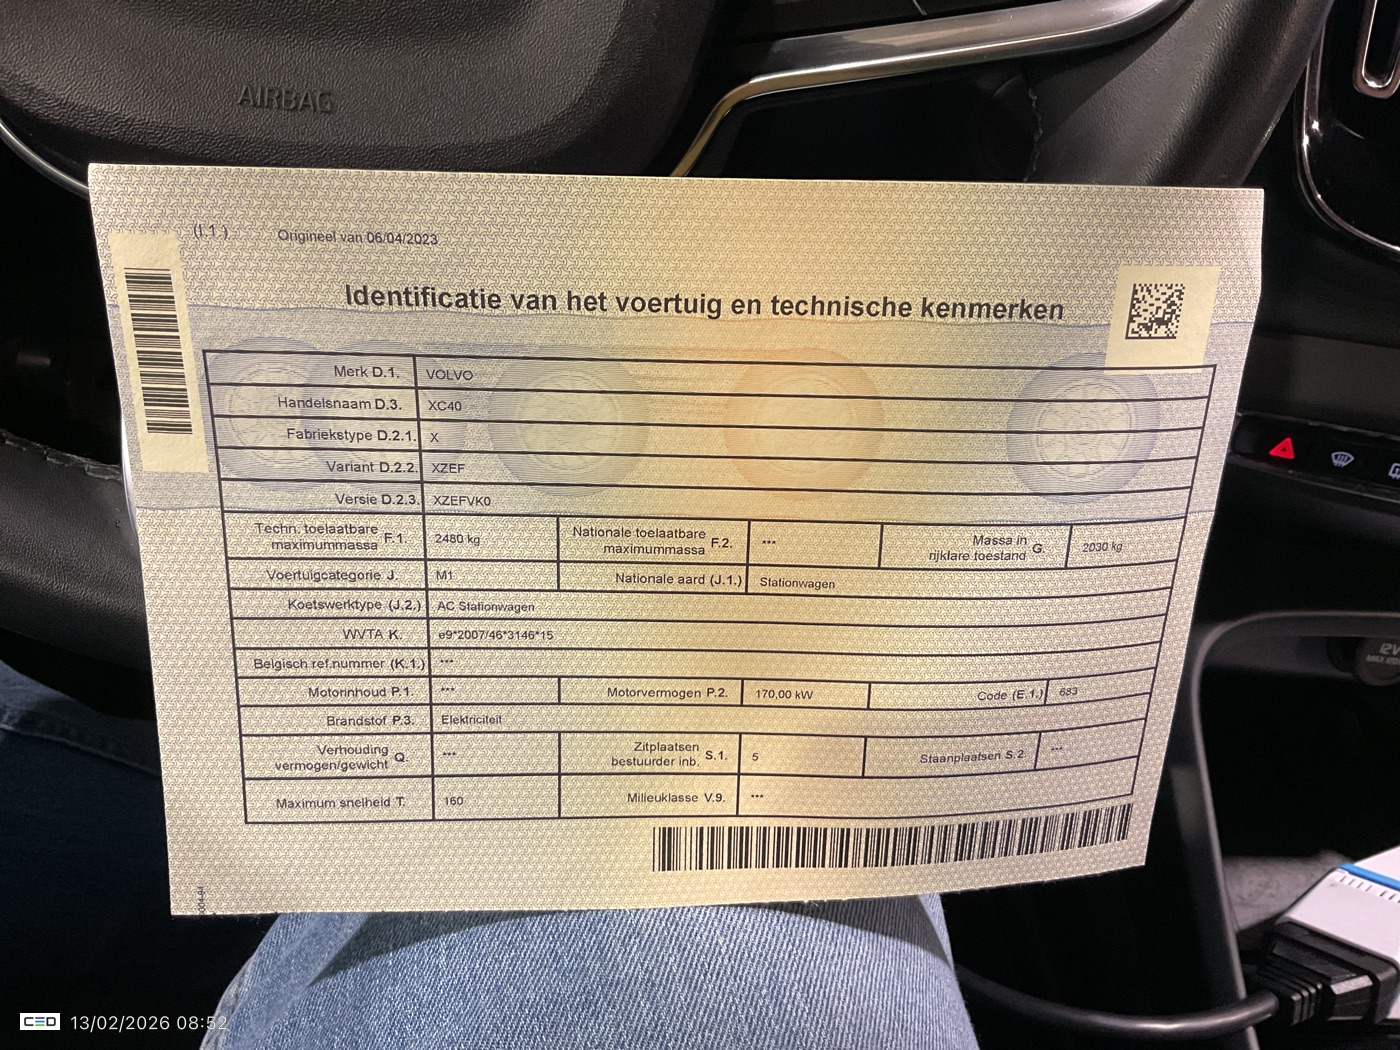 AIRBAG
(I.1.) Origineel van 06/04/2023
Identificatie van het voertuig en technische kenmerken
Merk D.1. VOLVO
Handelsnaam D.3. XC40
Fabriekstype D.2.1. X
Variant D.2.2. XZEF
Versie D.2.3. XZEFVK0
Techn. toelaatbare maximummassa F.1. 2480 kg Nationale toelaatbare maximummassa F.2. *** Massa in rijklare toestand G. 2030 kg
Voertuigcategorie J. M1 Nationale aard (J.1.) Stationwagen
Koetswerktype (J.2.) AC Stationwagen
WVTA K. e9*2007/46*3146*15
Belgisch ref.nummer (K.1.) ***
Motorinhoud P.1. *** Motorvermogen P.2. 170,00 kW Code (E.1.) 683
Brandstof P.3. Elektriciteit
Verhouding vermogen/gewicht Q. *** Zitplaatsen bestuurder inb. S.1. 5 Staanplaatsen S.2. ***
Maximum snelheid T. 160 Milieuklasse V.9. ***
12V
CED 13/02/2026 08:52